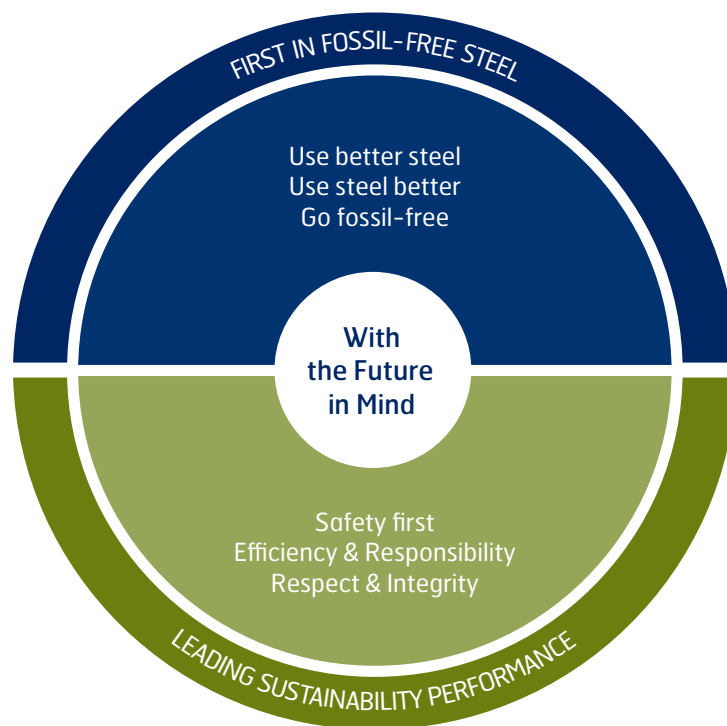 FIRST IN FOSSIL-FREE STEEL
Use better steel
Use steel better
Go fossil-free
With
the Future
in Mind
Safety first
Efficiency & Responsibility
Respect & Integrity
LEADING SUSTAINABILITY PERFORMANCE